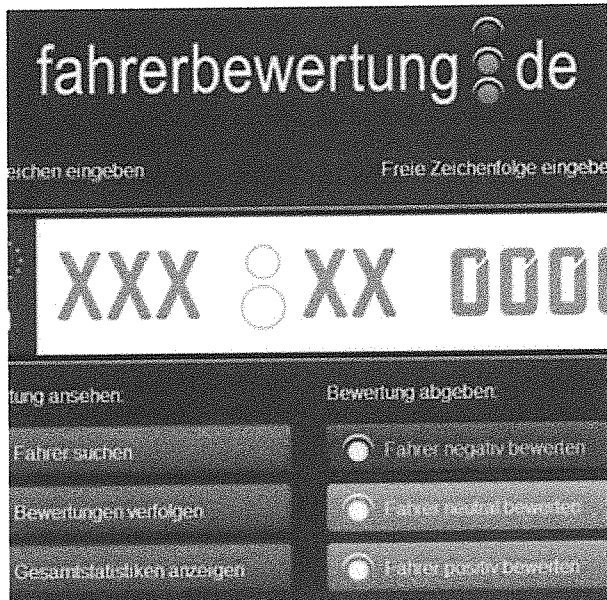 fahrerbewertung de
eichen eingeben
Freie Zeichenfolge eingebe
XXX XX 0000
tung ansehen:
Bewertung abgeben:
Fahrer suchen
Fahrer negativ bewerten
Bewertungen verfolgen
Fahrer neutral bewerten
Gesamtstatistiken anzeigen
Fahrer positiv bewerten